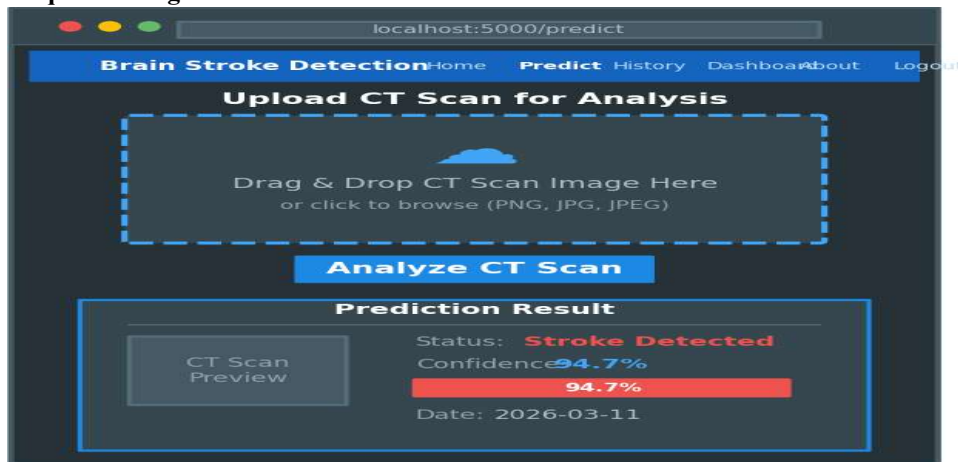 localhost:5000/predict
Brain Stroke Detection Home Predict History Dashboard About Logout
Upload CT Scan for Analysis
Drag & Drop CT Scan Image Here
or click to browse (PNG, JPG, JPEG)
Analyze CT Scan
Prediction Result
Status: Stroke Detected
CT Scan
Preview
Confidence: 94.7%
94.7%
Date: 2026-03-11